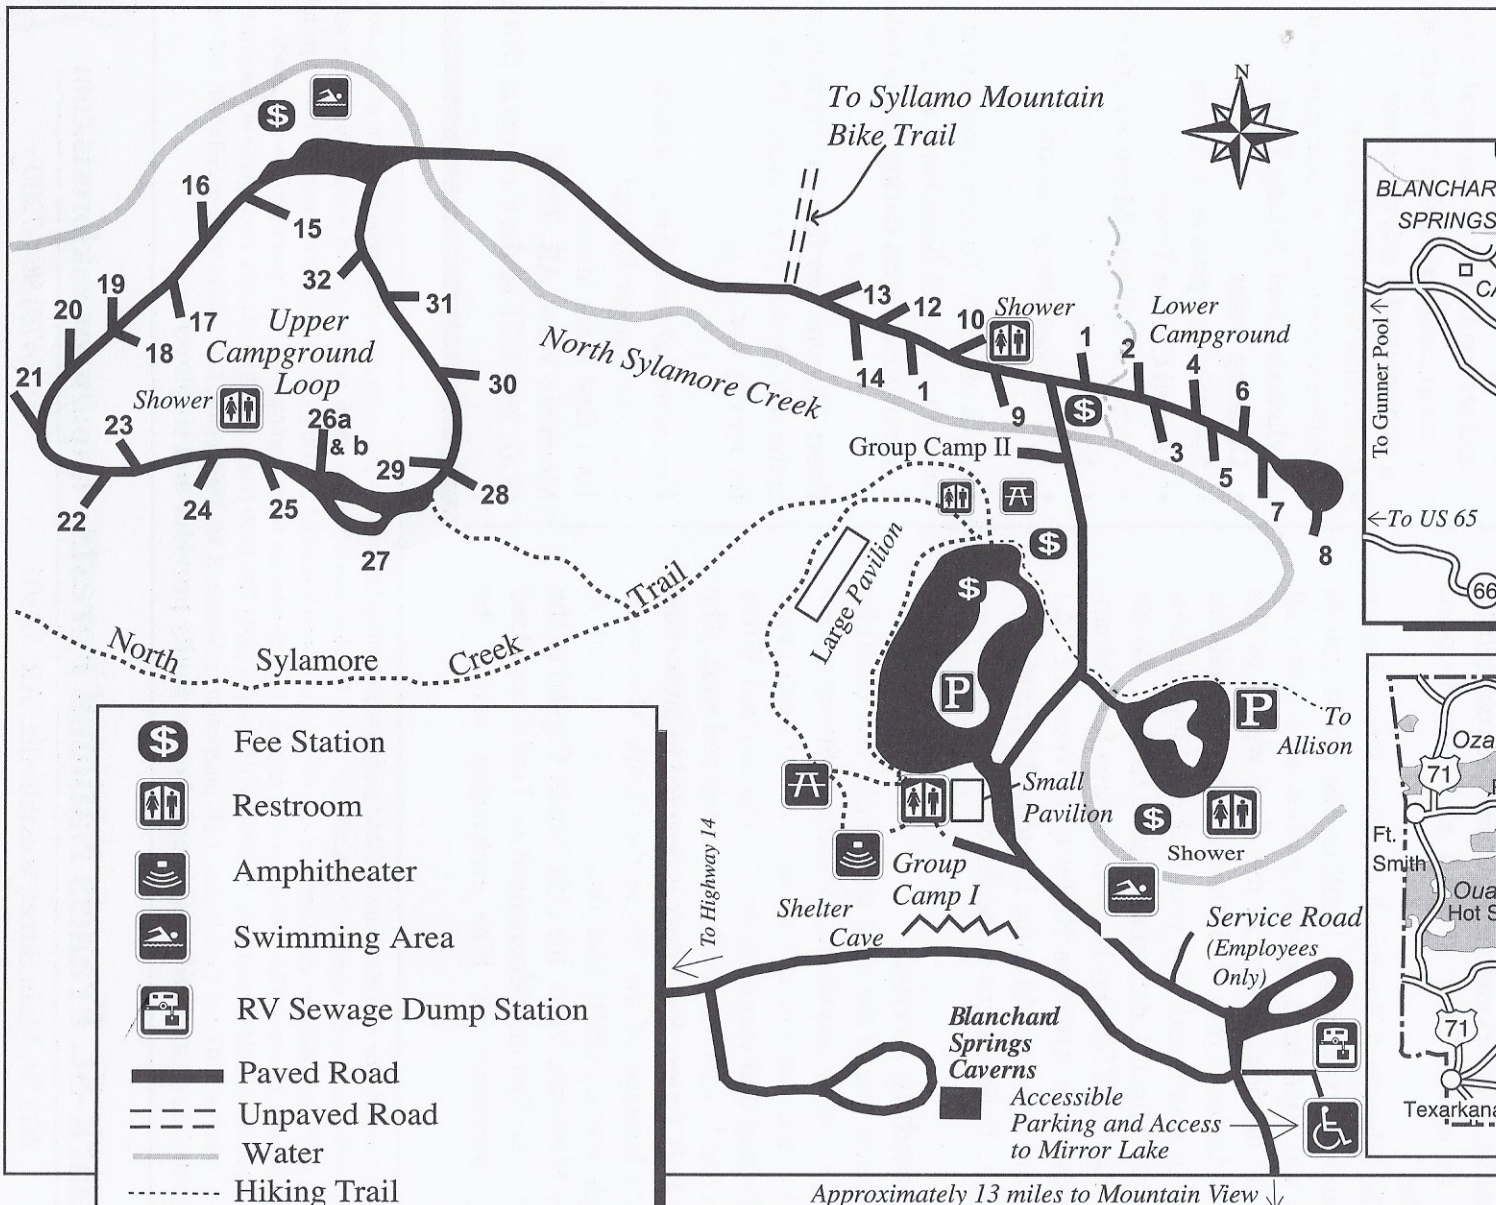 N
To Syllamo Mountain
Bike Trail
$
16
15
32
31
19
20
17
18
21
Upper
Campground
Loop
Shower
30
23
26a
& b
29
28
22
24
25
27
North Sylamore Creek
13
12
10
Shower
14
1
9
1
2
Lower
Campground
4
6
3
5
7
8
$
Group Camp II
$
$
P
Large Pavilion
North Sylamore Creek Trail
P
To
Allison
Small
Pavilion
$
Shower
Group
Camp I
Shelter
Cave
To Highway 14
Service Road
(Employees
Only)
Blanchard
Springs
Caverns
Accessible
Parking and Access
to Mirror Lake
Approximately 13 miles to Mountain View
$ Fee Station
Restroom
Amphitheater
Swimming Area
RV Sewage Dump Station
Paved Road
Unpaved Road
Water
Hiking Trail
BLANCHAR
SPRINGS
CA
To Gunner Pool
To US 65
66
Oza
71
Ft.
Smith
Oua
Hot S
71
Texarkana